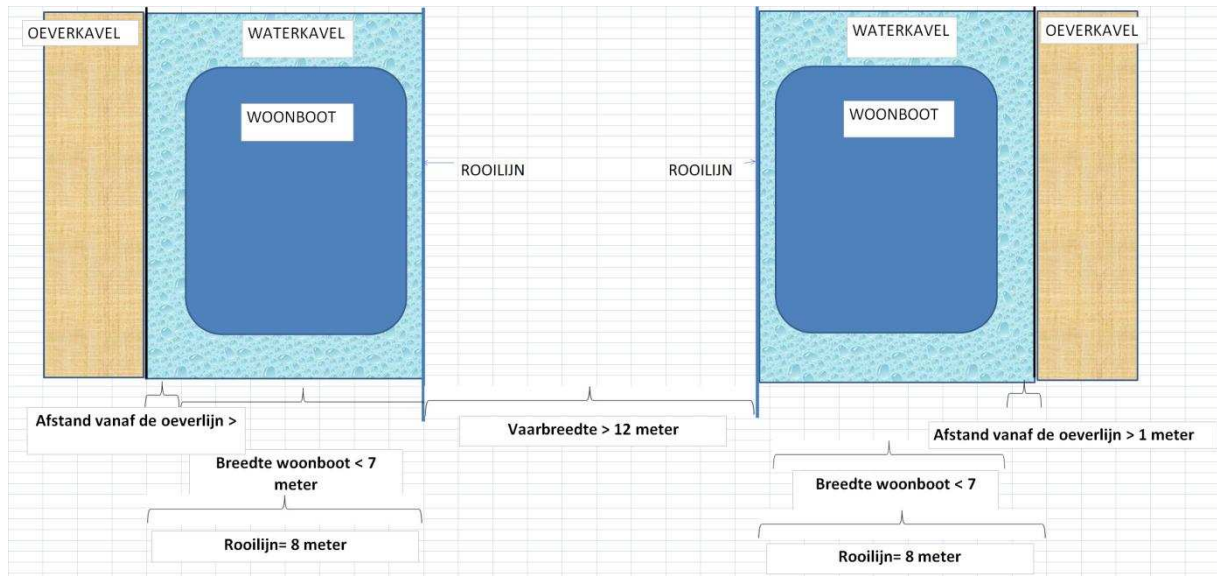 OEVERKAVEL
WATERKAVEL
WOONBOOT
ROOILIJN
ROOILIJN
WATERKAVEL
OEVERKAVEL
WOONBOOT
Afstand vanaf de oeverlijn >
Vaarbreedte > 12 meter
Afstand vanaf de oeverlijn > 1 meter
Breedte woonboot < 7
meter
Breedte woonboot < 7
Rooilijn= 8 meter
Rooilijn= 8 meter